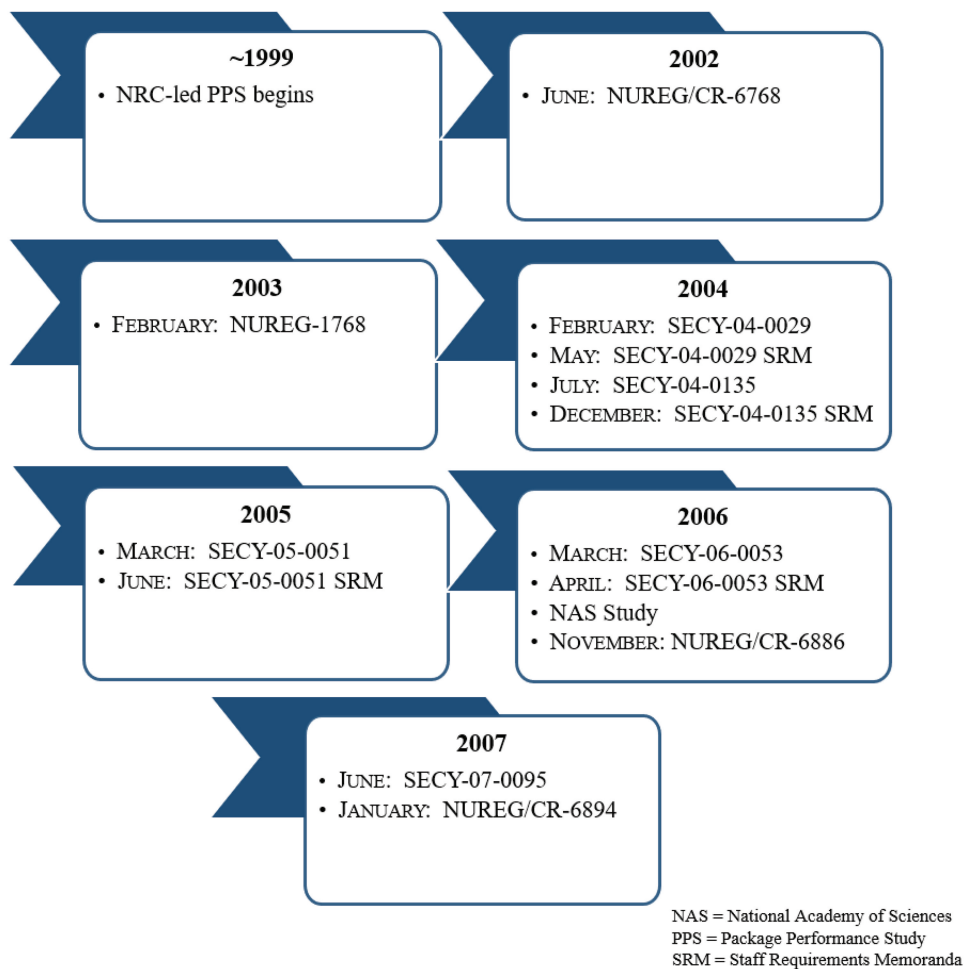 ~1999
• NRC-led PPS begins
2002
• JUNE: NUREG/CR-6768
2003
• FEBRUARY: NUREG-1768
2004
• FEBRUARY: SECY-04-0029
• MAY: SECY-04-0029 SRM
• JULY: SECY-04-0135
• DECEMBER: SECY-04-0135 SRM
2005
• MARCH: SECY-05-0051
• JUNE: SECY-05-0051 SRM
2006
• MARCH: SECY-06-0053
• APRIL: SECY-06-0053 SRM
• NAS Study
• NOVEMBER: NUREG/CR-6886
2007
• JUNE: SECY-07-0095
• JANUARY: NUREG/CR-6894
NAS = National Academy of Sciences
PPS = Package Performance Study
SRM = Staff Requirements Memoranda